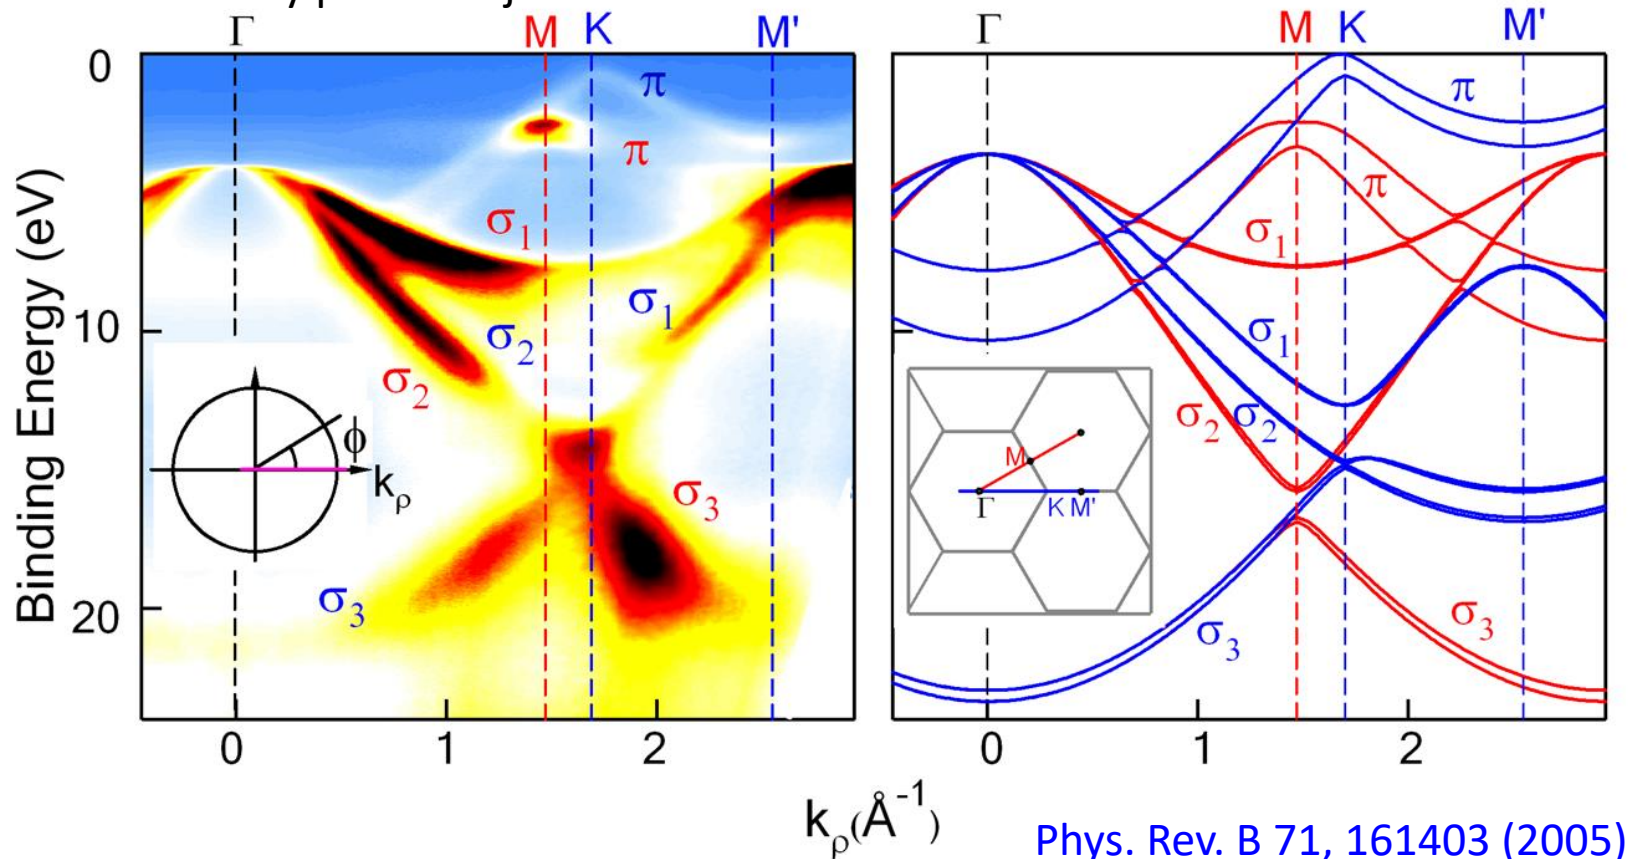 Γ M K M' Γ M K M'
0
π π
π π
σ₁ σ₁
σ₁ σ₁
10
σ₂
σ₂ σ₂ σ₂
ϕ
kρ
M
Γ K M'
σ₃
σ₃ σ₃
20
σ₃
Binding Energy (eV)
0 1 2 0 1 2
kρ(Å⁻¹)
Phys. Rev. B 71, 161403 (2005)